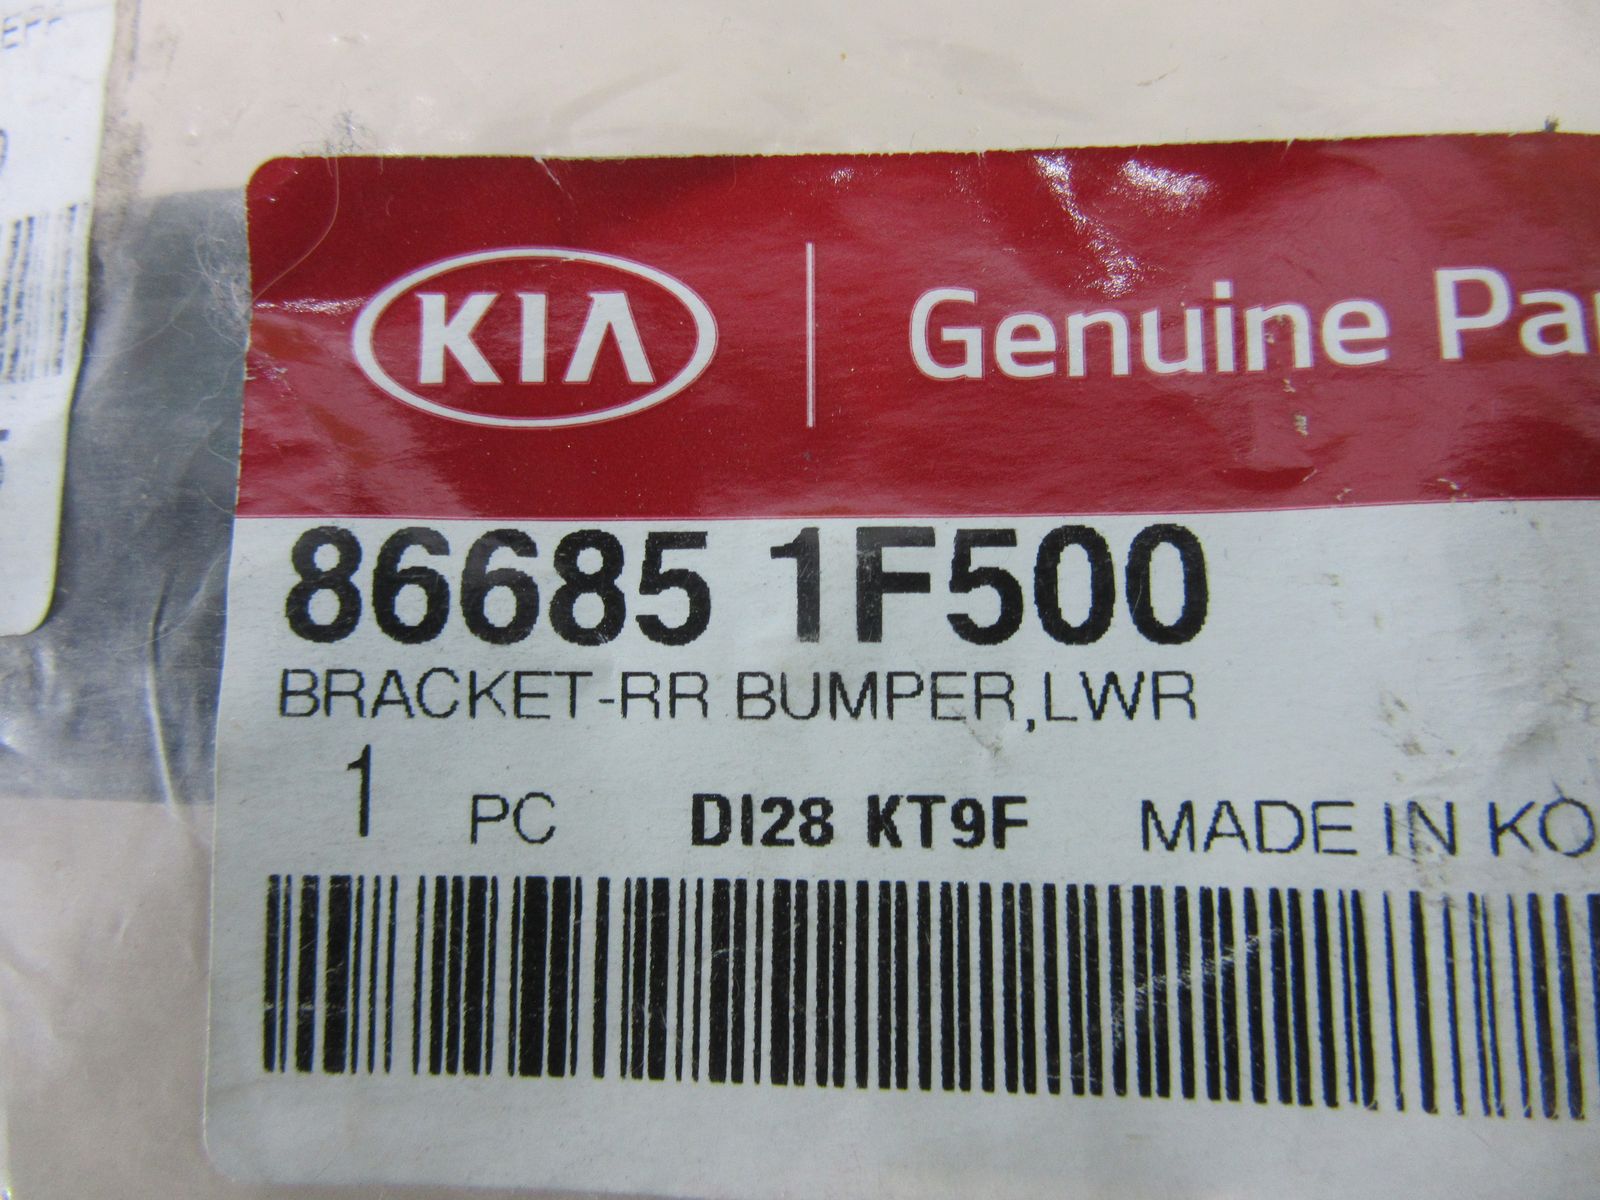 KIA Genuine Pa
86685 1F500
BRACKET-RR BUMPER,LWR
1 PC DI28 KT9F MADE IN KO